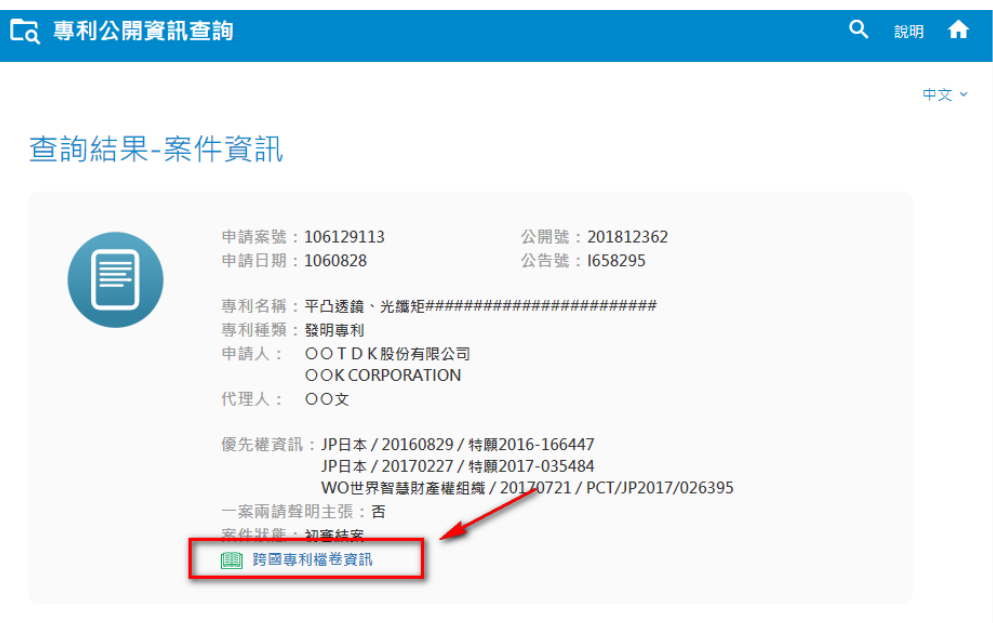 專利公開資訊查詢
說明
中文
查詢結果-案件資訊
申請案號：106129113 公開號：201812362
申請日期：1060828 公告號：I658295
專利名稱：平凸透鏡、光纖矩########################
專利種類：發明專利
申請人： ○○TDK股份有限公司
○○K CORPORATION
代理人： ○○文
優先權資訊：JP日本 / 20160829 / 特願2016-166447
JP日本 / 20170227 / 特願2017-035484
WO世界智慧財產權組織 / 20170721 / PCT/JP2017/026395
一案兩請聲明主張：否
案件狀態：初審結案
跨國專利檔卷資訊